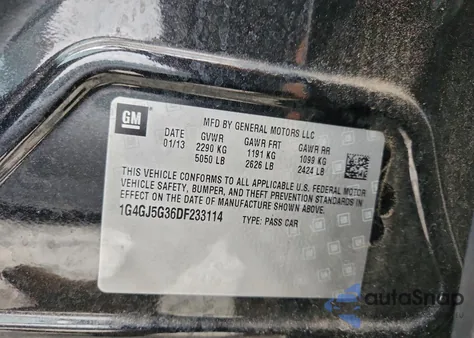 GM
MFD BY GENERAL MOTORS LLC
DATE GVWR GAWR FRT GAWR RR
01/13 2290 KG 1191 KG 1099 KG
5050 LB 2626 LB 2424 LB
THIS VEHICLE CONFORMS TO ALL APPLICABLE U.S. FEDERAL MOTOR
VEHICLE SAFETY, BUMPER, AND THEFT PREVENTION STANDARDS IN
EFFECT ON THE DATE OF MANUFACTURE SHOWN ABOVE.
1G4GJ5G36DF233114 TYPE: PASS CAR
autoSnap